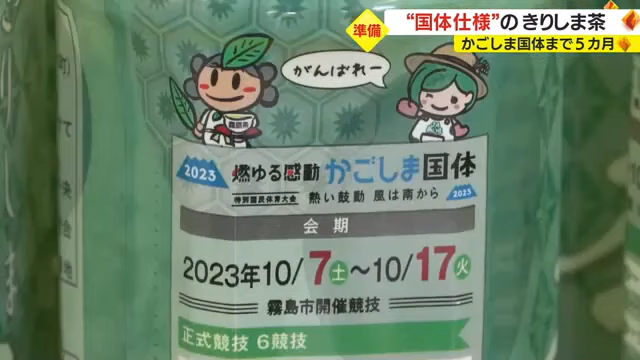 準備
“国体仕様”の きりしま茶
かごしま国体まで5カ月
がんばれー
霧島茶
2023 燃ゆる感動 かごしま国体
特別国民体育大会 熱い鼓動 風は南から 2023
会期
2023年10/7土〜10/17火
霧島市開催競技
正式競技 6競技